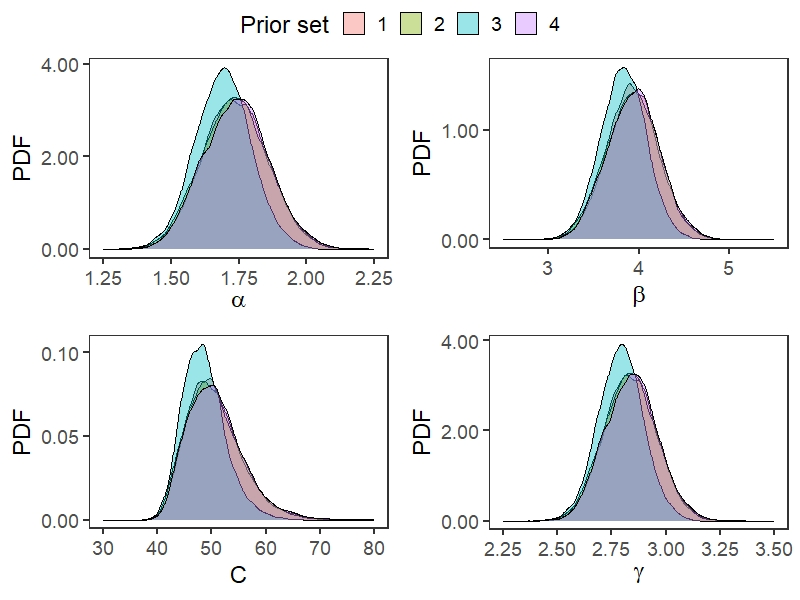 Prior set 1 2 3 4
PDF
4.00
2.00
0.00
1.25 1.50 1.75 2.00 2.25
α
PDF
1.00
0.00
3 4 5
β
PDF
0.10
0.05
0.00
30 40 50 60 70 80
C
PDF
4.00
2.00
0.00
2.25 2.50 2.75 3.00 3.25 3.50
γ